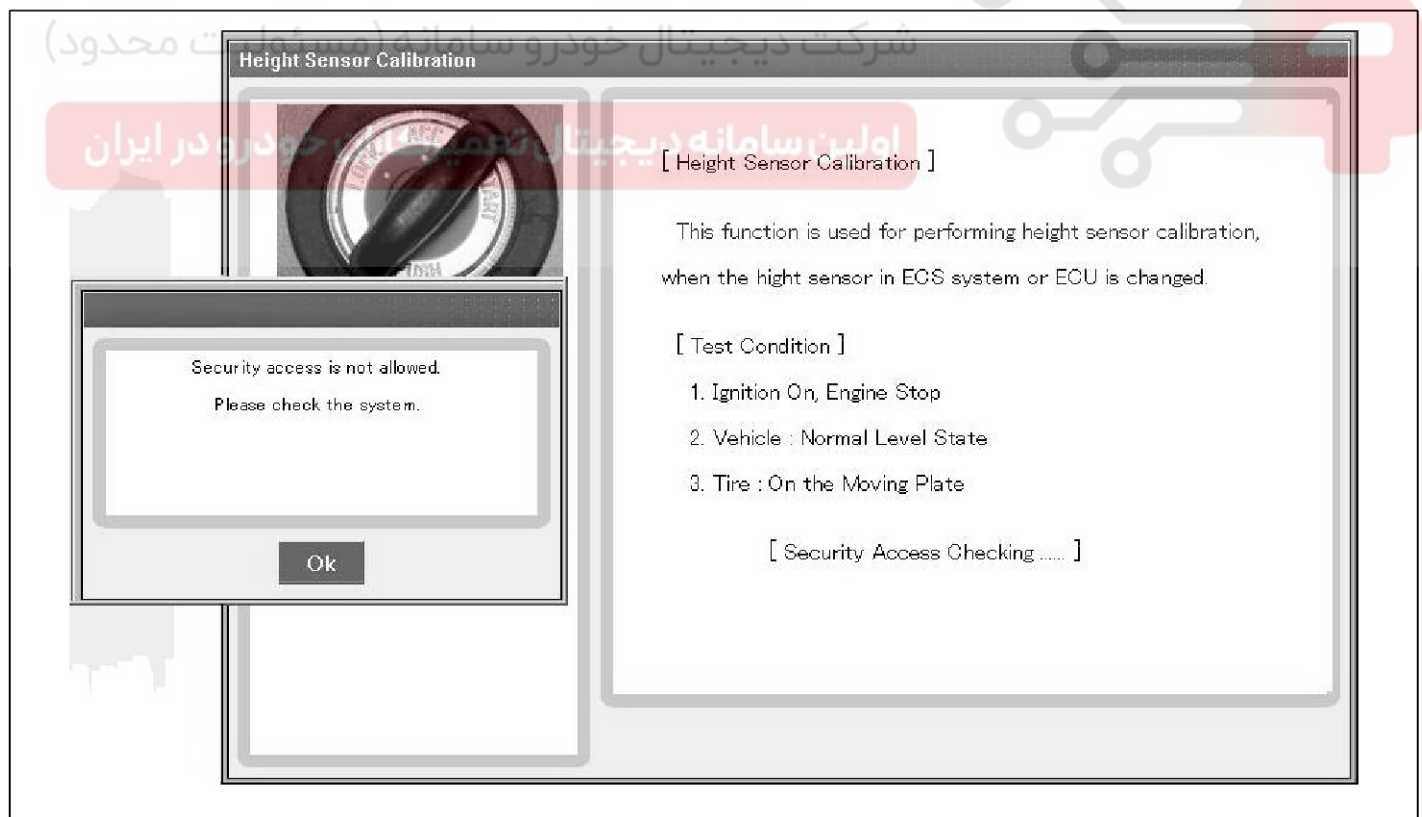 شرکت دیجیتال خودرو سامانه (مسئولیت محدود)
اولین سامانه دیجیتال تعمیرکاران خودرو در ایران
Height Sensor Calibration
LOCK
ACC
START
[ Height Sensor Calibration ]
This function is used for performing height sensor calibration,
when the hight sensor in ECS system or ECU is changed.
[ Test Condition ]
1. Ignition On, Engine Stop
2. Vehicle : Normal Level State
3. Tire : On the Moving Plate
[ Security Access Checking ...... ]
Security access is not allowed.
Please check the system.
Ok